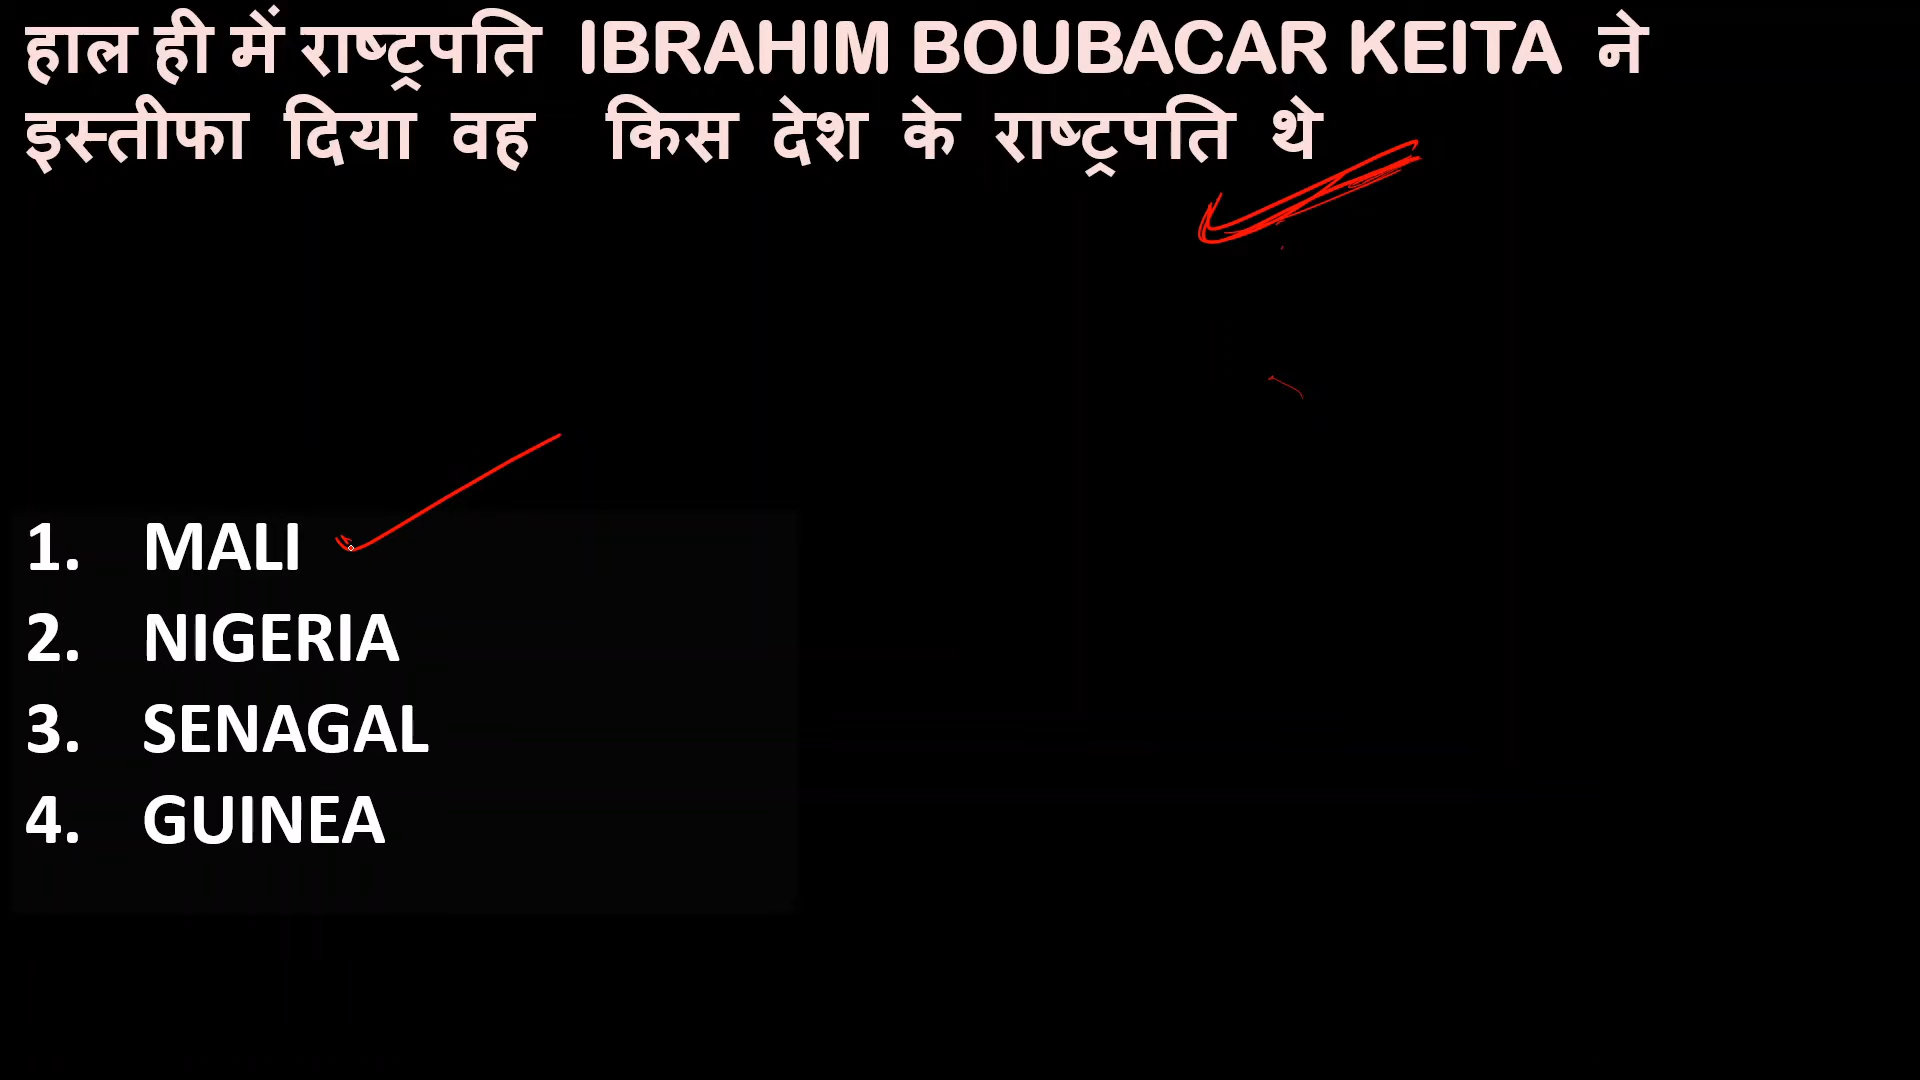 हाल ही में राष्ट्रपति IBRAHIM BOUBACAR KEITA ने
इस्तीफा दिया वह किस देश के राष्ट्रपति थे
1. MALI
2. NIGERIA
3. SENAGAL
4. GUINEA